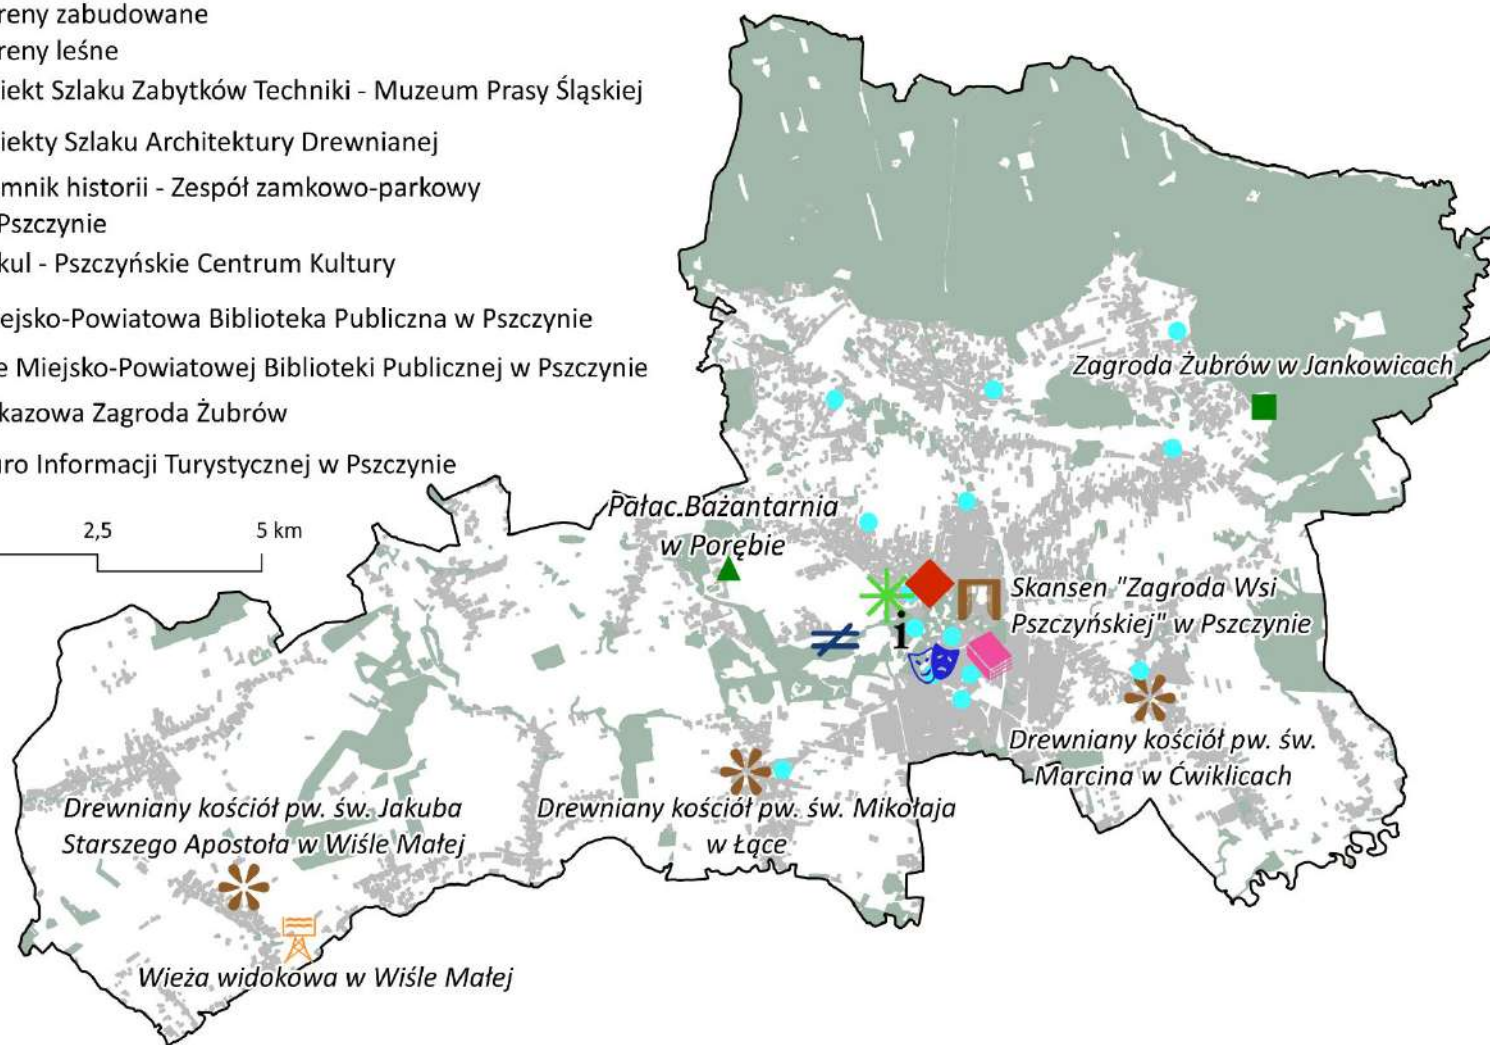 reny zabudowane
reny leśne
iekt Szlaku Zabytków Techniki - Muzeum Prasy Śląskiej
iekty Szlaku Architektury Drewnianej
mnik historii - Zespół zamkowo-parkowy
Pszczynie
kul - Pszczyńskie Centrum Kultury
ejsko-Powiatowa Biblioteka Publiczna w Pszczynie
e Miejsko-Powiatowej Biblioteki Publicznej w Pszczynie
kazowa Zagroda Żubrów
uro Informacji Turystycznej w Pszczynie
2,5 5 km
Zagroda Żubrów w Jankowicach
Pałac Bażantarnia
w Porębie
Skansen "Zagroda Wsi
Pszczyńskiej" w Pszczynie
i
Drewniany kościół pw. św.
Marcina w Ćwiklicach
Drewniany kościół pw. św. Jakuba
Starszego Apostoła w Wiśle Małej
Drewniany kościół pw. św. Mikołaja
w Łące
Wieża widokowa w Wiśle Małej